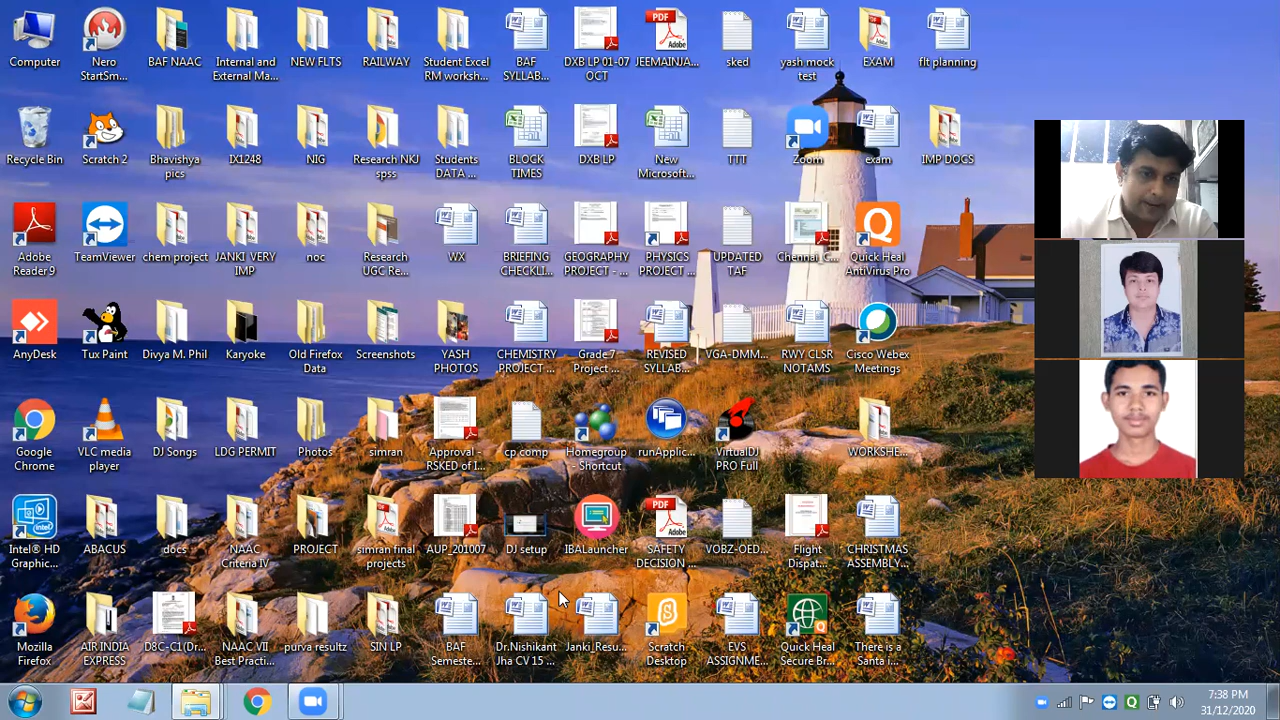 Computer
Nero
StartSm...
BAF NAAC
Internal and
External Ma...
NEW FLTS
RAILWAY
Student Excel
RM worksh...
BAF
SYLLAB...
DXB LP 01-07
OCT
PDF
Adobe
JEEMAINJA...
sked
yash mock
test
EXAM
flt planning
Recycle Bin
Scratch 2
Bhavishya
pics
IX1248
NIG
Research NKJ
spss
Students
DATA ...
BLOCK
TIMES
DXB LP
New
Microsoft...
TTT
Zoom
exam
IMP DOCS
Adobe
Reader 9
TeamViewer
chem project
JANKI_VERY
IMP
noc
Research
UGC Re...
WX
BRIEFING
CHECKLI...
GEOGRAPHY
PROJECT - ...
PHYSICS
PROJECT ...
UPDATED
TAF
Chennai_C...
Quick Heal
AntiVirus Pro
AnyDesk
Tux Paint
Divya M. Phil
Karyoke
Old Firefox
Data
Screenshots
YASH
PHOTOS
CHEMISTRY
PROJECT ...
Grade 7
Project ...
REVISED
SYLLAB...
VGA-DMM...
RWY CLSR
NOTAMS
Cisco Webex
Meetings
Google
Chrome
VLC media
player
DJ Songs
LDG PERMIT
Photos
simran
Approval -
RSKED of I...
cp comp
Homegroup
- Shortcut
runApplic...
VirtualDJ
PRO Full
WORKSHE...
Intel® HD
Graphic...
ABACUS
docs
NAAC
Criteria IV
PROJECT
simran final
projects
AUP_201007
DJ setup
IBALauncher
PDF
Adobe
SAFETY
DECISION ...
VOBZ-OED...
Flight
Dispat...
CHRISTMAS
ASSEMBLY...
Mozilla
Firefox
AIR INDIA
EXPRESS
D8C-C1(Dr...
NAAC VII
Best Practi...
purva resultz
SIN LP
BAF
Semeste...
Dr.Nishikant
Jha CV 15 ...
Janki_Resu...
Scratch
Desktop
EVS
ASSIGNME...
Quick Heal
Secure Br...
There is a
Santa i...
7:38 PM
31/12/2020